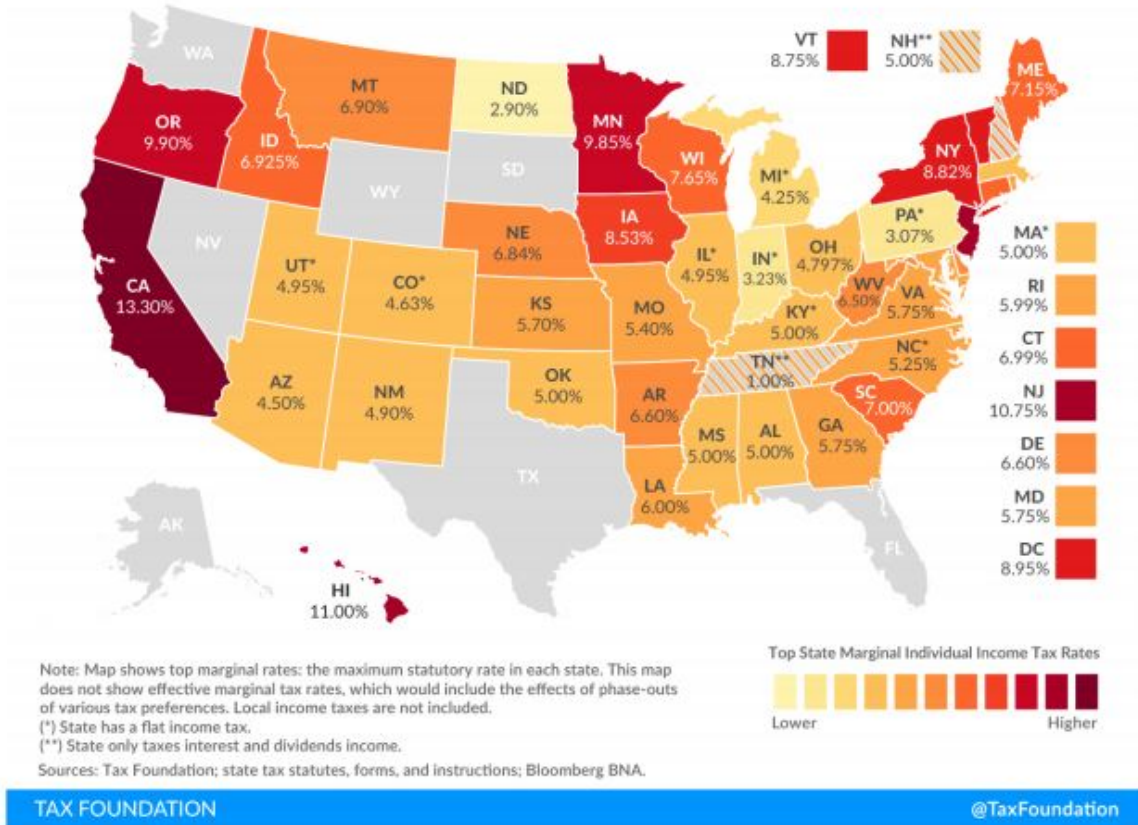 WA
VT
8.75%
NH**
5.00%
ME
7.15%
MT
6.90%
ND
2.90%
MN
9.85%
OR
9.90%
ID
6.925%
WI
7.65%
NY
8.82%
SD
WY
MI*
4.25%
IA
8.53%
NE
6.84%
PA*
3.07%
MA*
5.00%
NV
UT*
4.95%
CO*
4.63%
IL*
4.95%
IN*
3.23%
OH
4.797%
WV
6.50%
VA
5.75%
RI
5.99%
CA
13.30%
KS
5.70%
MO
5.40%
KY*
5.00%
CT
6.99%
NC*
5.25%
TN**
1.00%
AZ
4.50%
NM
4.90%
OK
5.00%
AR
6.60%
SC
7.00%
NJ
10.75%
MS
5.00%
AL
5.00%
GA
5.75%
DE
6.60%
TX
LA
6.00%
MD
5.75%
AK
FL
DC
8.95%
HI
11.00%
Note: Map shows top marginal rates: the maximum statutory rate in each state. This map
does not show effective marginal tax rates, which would include the effects of phase-outs
of various tax preferences. Local income taxes are not included.
(*) State has a flat income tax.
(**) State only taxes interest and dividends income.
Sources: Tax Foundation; state tax statutes, forms, and instructions; Bloomberg BNA.
Top State Marginal Individual Income Tax Rates
Lower
Higher
TAX FOUNDATION
@TaxFoundation